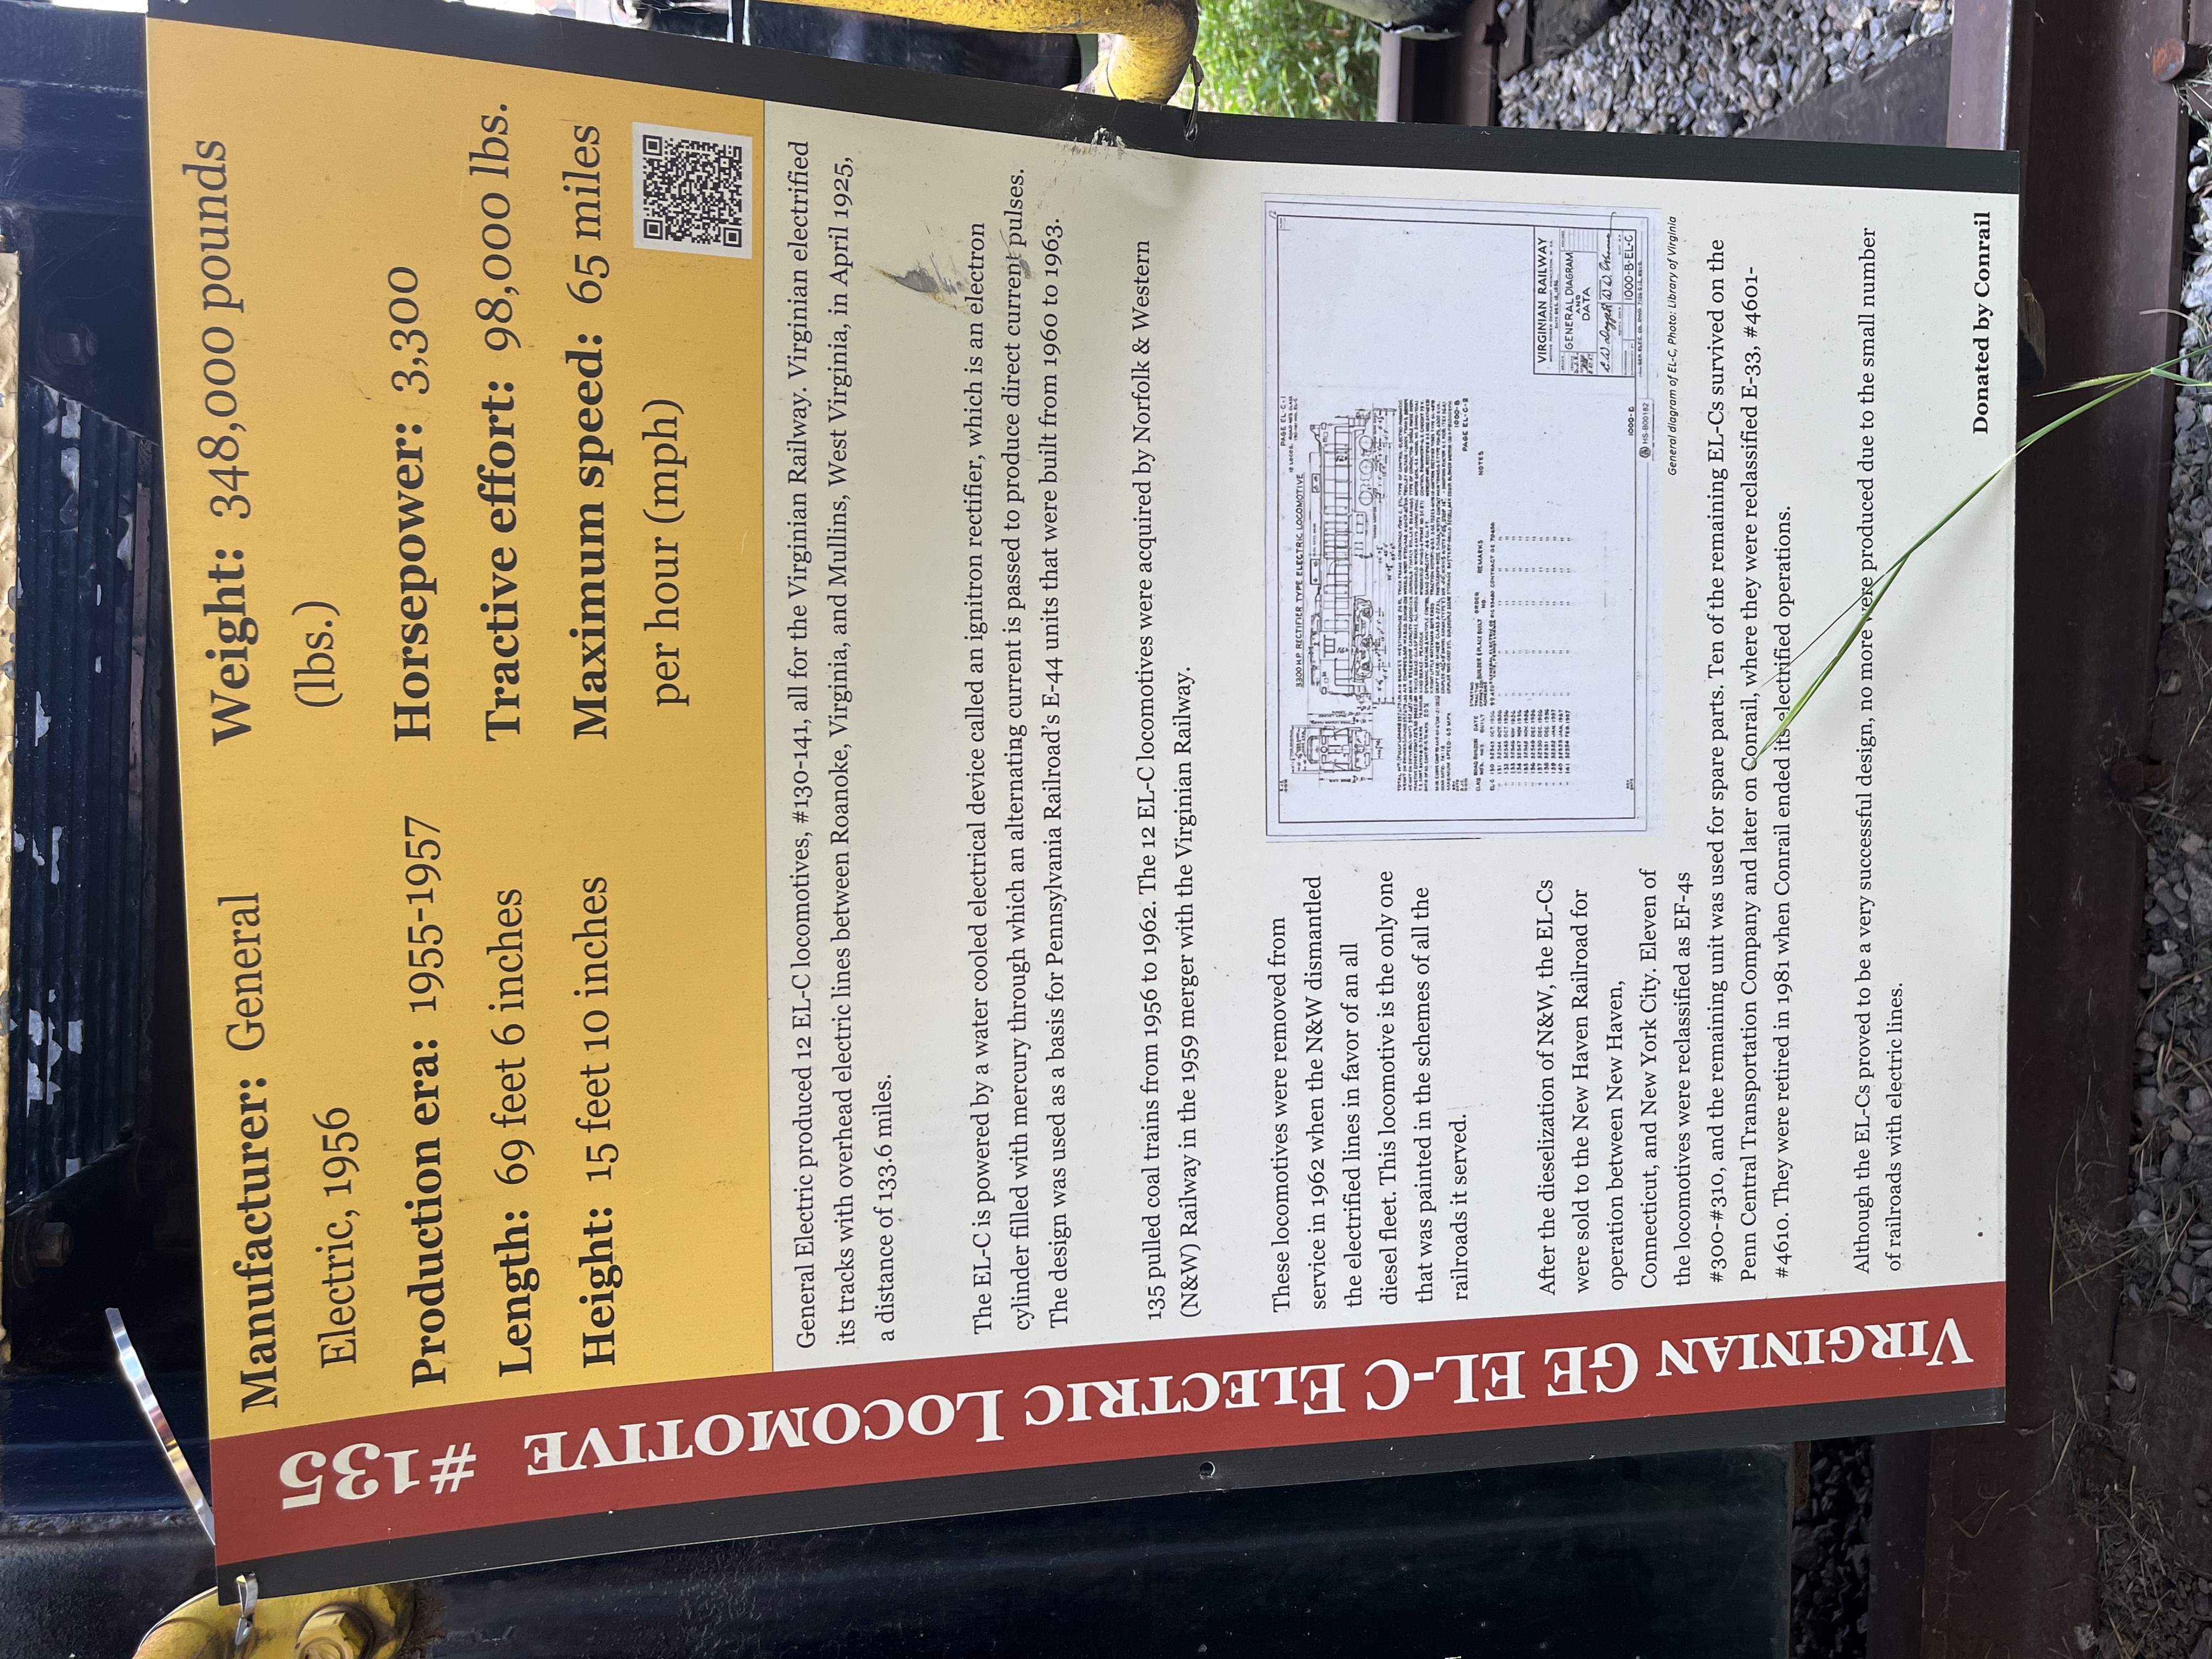 Manufacturer: General
Electric, 1956
Production era: 1955-1957
Length: 69 feet 6 inches
Height: 15 feet 10 inches
Weight: 348,000 pounds
(lbs.)
Horsepower: 3,300
Tractive effort: 98,000 lbs.
Maximum speed: 65 miles
per hour (mph)
VIRGINIAN GE EL-C ELECTRIC LOCOMOTIVE #135
General Electric produced 12 EL-C locomotives, #130-141, all for the Virginian Railway. Virginian electrified
its tracks with overhead electric lines between Roanoke, Virginia, and Mullins, West Virginia, in April 1925,
a distance of 133.6 miles.
The EL-C is powered by a water cooled electrical device called an ignitron rectifier, which is an electron
cylinder filled with mercury through which an alternating current is passed to produce direct current pulses.
The design was used as a basis for Pennsylvania Railroad's E-44 units that were built from 1960 to 1963.
135 pulled coal trains from 1956 to 1962. The 12 EL-C locomotives were acquired by Norfolk & Western
(N&W) Railway in the 1959 merger with the Virginian Railway.
These locomotives were removed from
service in 1962 when the N&W dismantled
the electrified lines in favor of an all
diesel fleet. This locomotive is the only one
that was painted in the schemes of all the
railroads it served.
After the dieselization of N&W, the EL-Cs
were sold to the New Haven Railroad for
operation between New Haven,
Connecticut, and New York City. Eleven of
the locomotives were reclassified as EF-4s
#300-#310, and the remaining unit was used for spare parts. Ten of the remaining EL-Cs survived on the
Penn Central Transportation Company and later on Conrail, where they were reclassified E-33, #4601-
#4610. They were retired in 1981 when Conrail ended its electrified operations.
Although the EL-Cs proved to be a very successful design, no more were produced due to the small number
of railroads with electric lines.
3300 H.P. RECTIFIER TYPE ELECTRIC LOCOMOTIVE
PAGE EL-C-1
PAGE EL-C-2
NOTES
REMARKS
VIRGINIAN RAILWAY
GENERAL DIAGRAM
AND
DATA
1000-B-EL-C
HS-B00182
General diagram of EL-C, Photo: Library of Virginia
Donated by Conrail